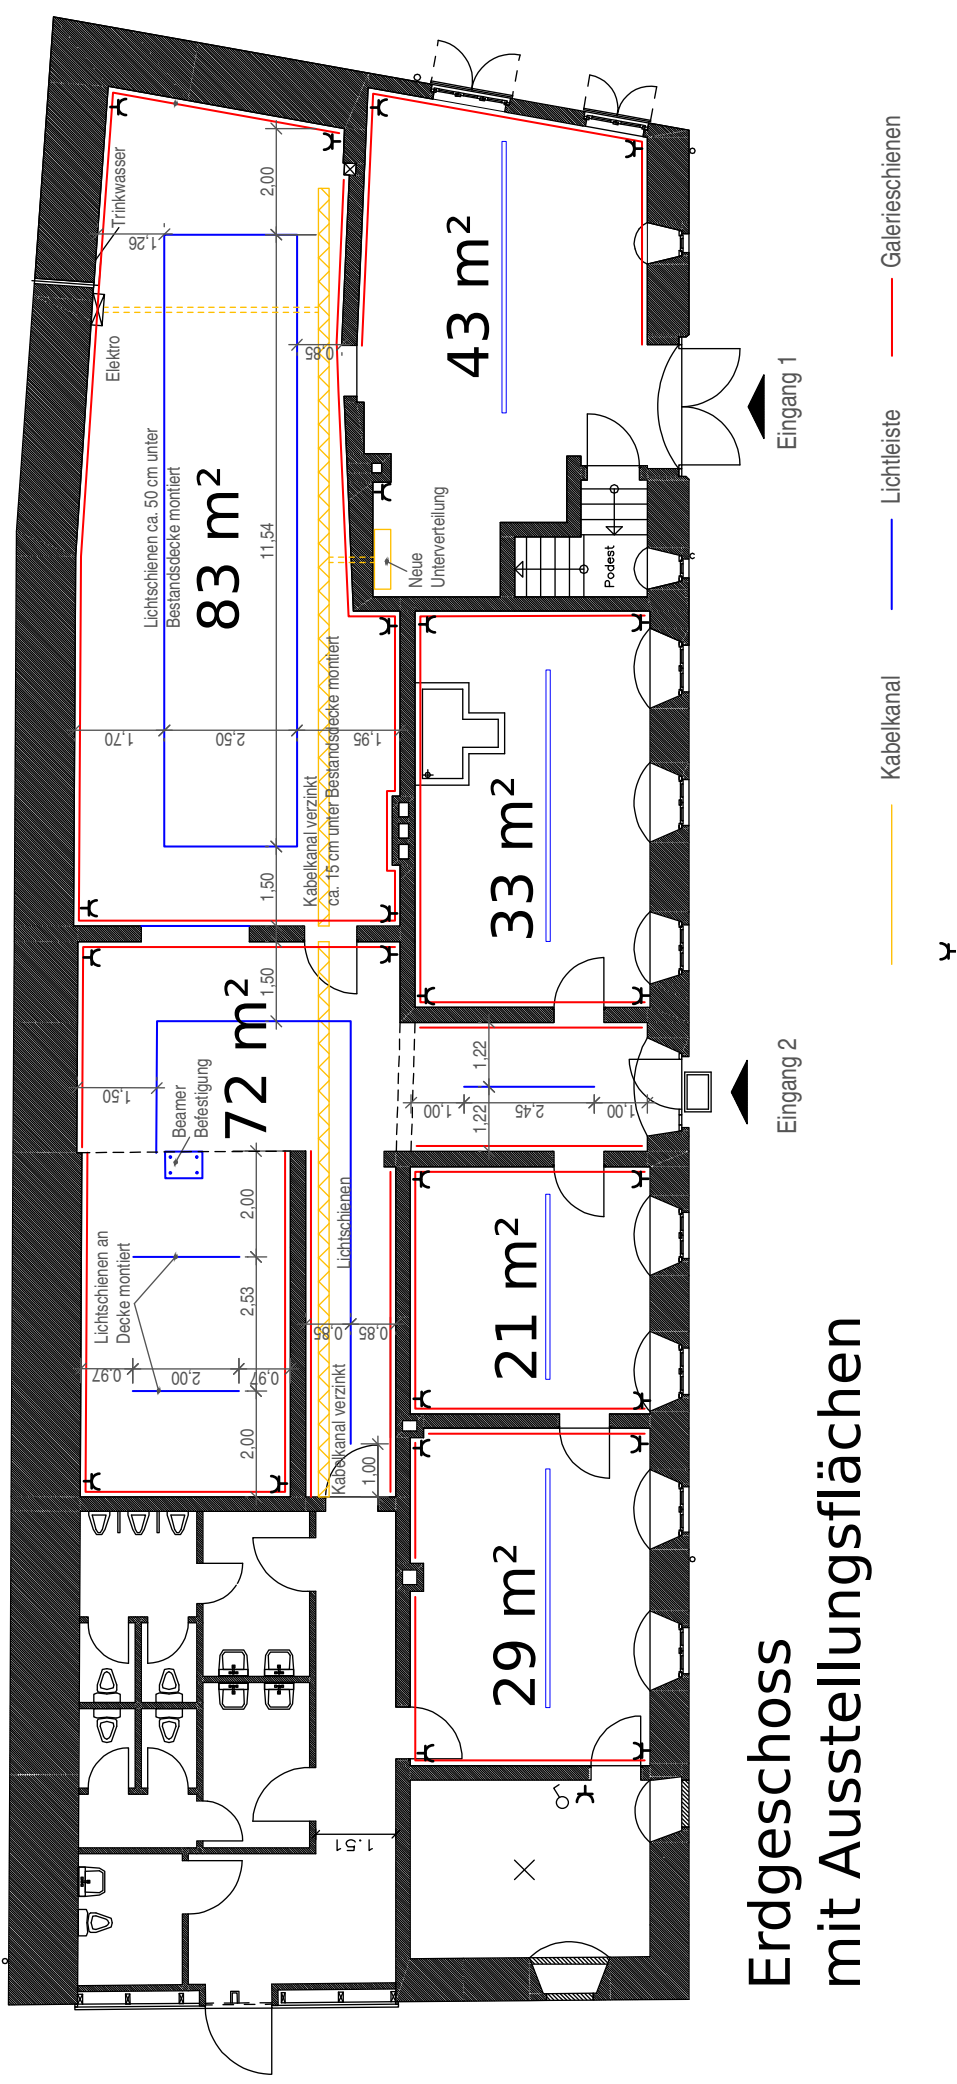 Trinkwasser
2,00
1,26
Elektro
0,85
Lichtschienen ca. 50 cm unter
Bestandsdecke montiert
83 m²
11,54
43 m²
Neue
Unterverteilung
Podest
Eingang 1
Galerieschienen
Lichtleiste
Kabelkanal
1,70
2,50
1,95
Kabelkanal verzinkt
ca. 15 cm unter Bestandsdecke montiert
1,50
33 m²
1,50
72 m²
1,50
Beamer
Befestigung
1,22
1,22
1,00
2,45
1,00
Eingang 2
Lichtschienen an
Decke montiert
2,00
2,53
2,00
0.97
2,00
0,97
Lichtschienen
0,85
0.85
Kabelkanal verzinkt
1,00
21 m²
29 m²
1.51
Erdgeschoss
mit Ausstellungsflächen